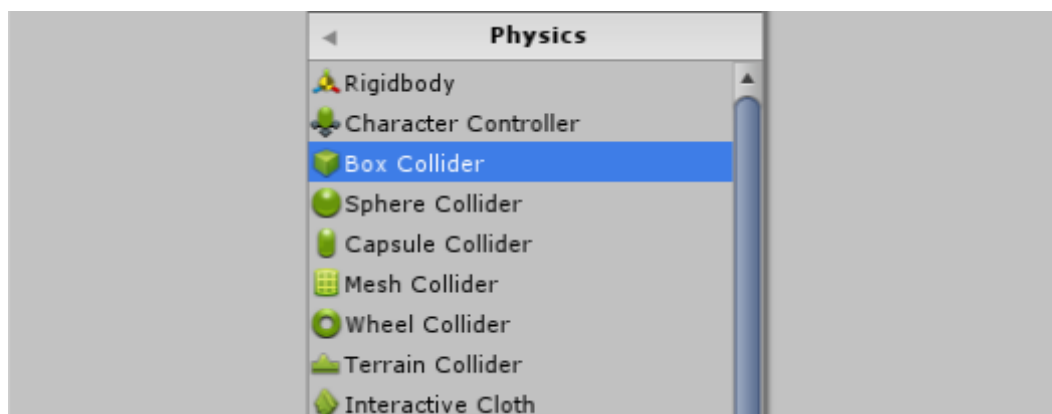 Physics
Rigidbody
Character Controller
Box Collider
Sphere Collider
Capsule Collider
Mesh Collider
Wheel Collider
Terrain Collider
Interactive Cloth